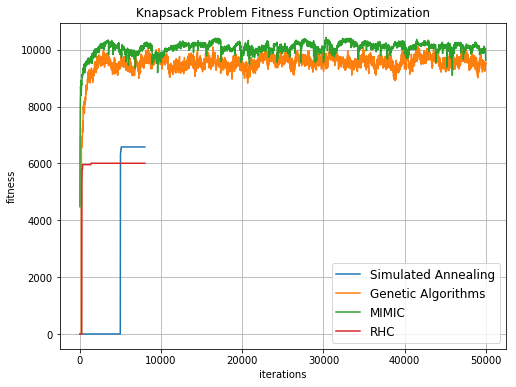 Knapsack Problem Fitness Function Optimization
fitness
10000
8000
6000
4000
2000
0
0
10000
20000
30000
40000
50000
iterations
Simulated Annealing
Genetic Algorithms
MIMIC
RHC